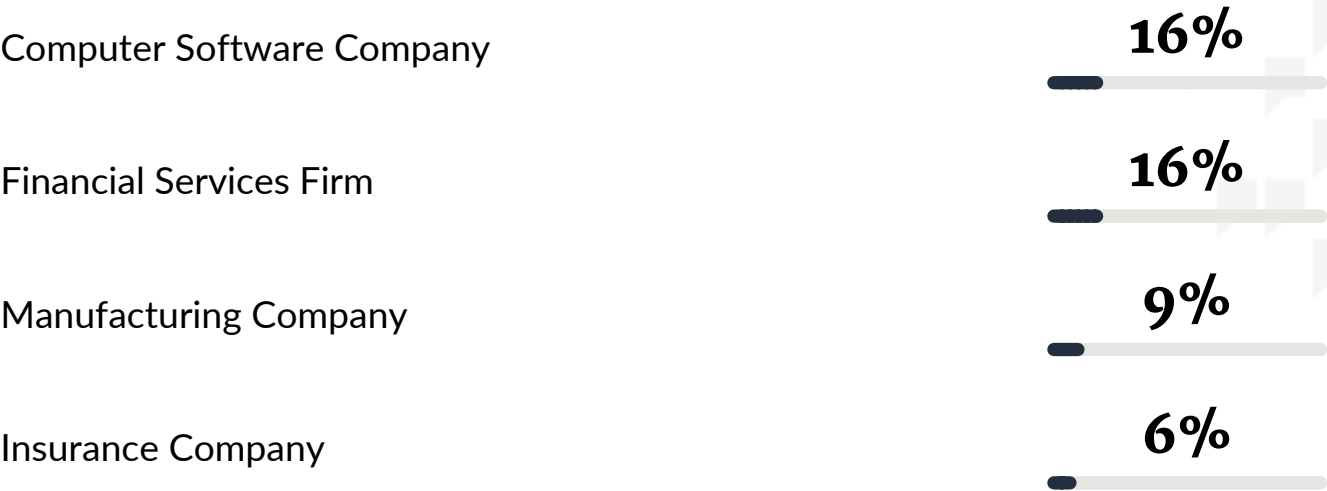 Computer Software Company
16%
Financial Services Firm
16%
Manufacturing Company
9%
Insurance Company
6%